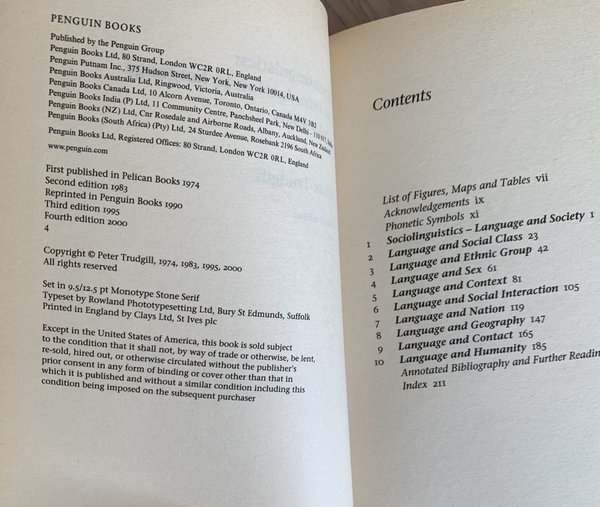 PENGUIN BOOKS
Published by the Penguin Group
Penguin Books Ltd, 80 Strand, London WC2R 0RL, England
Penguin Putnam Inc., 375 Hudson Street, New York, New York 10014, USA
Penguin Books Australia Ltd, Ringwood, Victoria, Australia
Penguin Books Canada Ltd, 10 Alcorn Avenue, Toronto, Ontario, Canada M4V 3B2
Penguin Books India (P) Ltd, 11 Community Centre, Panchsheel Park, New Delhi – 110 017, India
Penguin Books (NZ) Ltd, Cnr Rosedale and Airborne Roads, Albany, Auckland, New Zealand
Penguin Books (South Africa) (Pty) Ltd, 24 Sturdee Avenue, Rosebank 2196 South Africa
Penguin Books Ltd, Registered Offices: 80 Strand, London WC2R 0RL, England
www.penguin.com
First published in Pelican Books 1974
Second edition 1983
Reprinted in Penguin Books 1990
Third edition 1995
Fourth edition 2000
4
Copyright © Peter Trudgill, 1974, 1983, 1995, 2000
All rights reserved
Set in 9.5/12.5 pt Monotype Stone Serif
Typeset by Rowland Phototypesetting Ltd, Bury St Edmunds, Suffolk
Printed in England by Clays Ltd, St Ives plc
Except in the United States of America, this book is sold subject
to the condition that it shall not, by way of trade or otherwise, be lent,
re-sold, hired out, or otherwise circulated without the publisher's
prior consent in any form of binding or cover other than that in
which it is published and without a similar condition including this
condition being imposed on the subsequent purchaser
Contents
List of Figures, Maps and Tables vii
Acknowledgements ix
Phonetic Symbols xi
1 Sociolinguistics – Language and Society 1
2 Language and Social Class 23
3 Language and Ethnic Group 42
4 Language and Sex 61
5 Language and Context 81
6 Language and Social Interaction 105
7 Language and Nation 119
8 Language and Geography 147
9 Language and Contact 165
10 Language and Humanity 185
Annotated Bibliography and Further Readin
Index 211